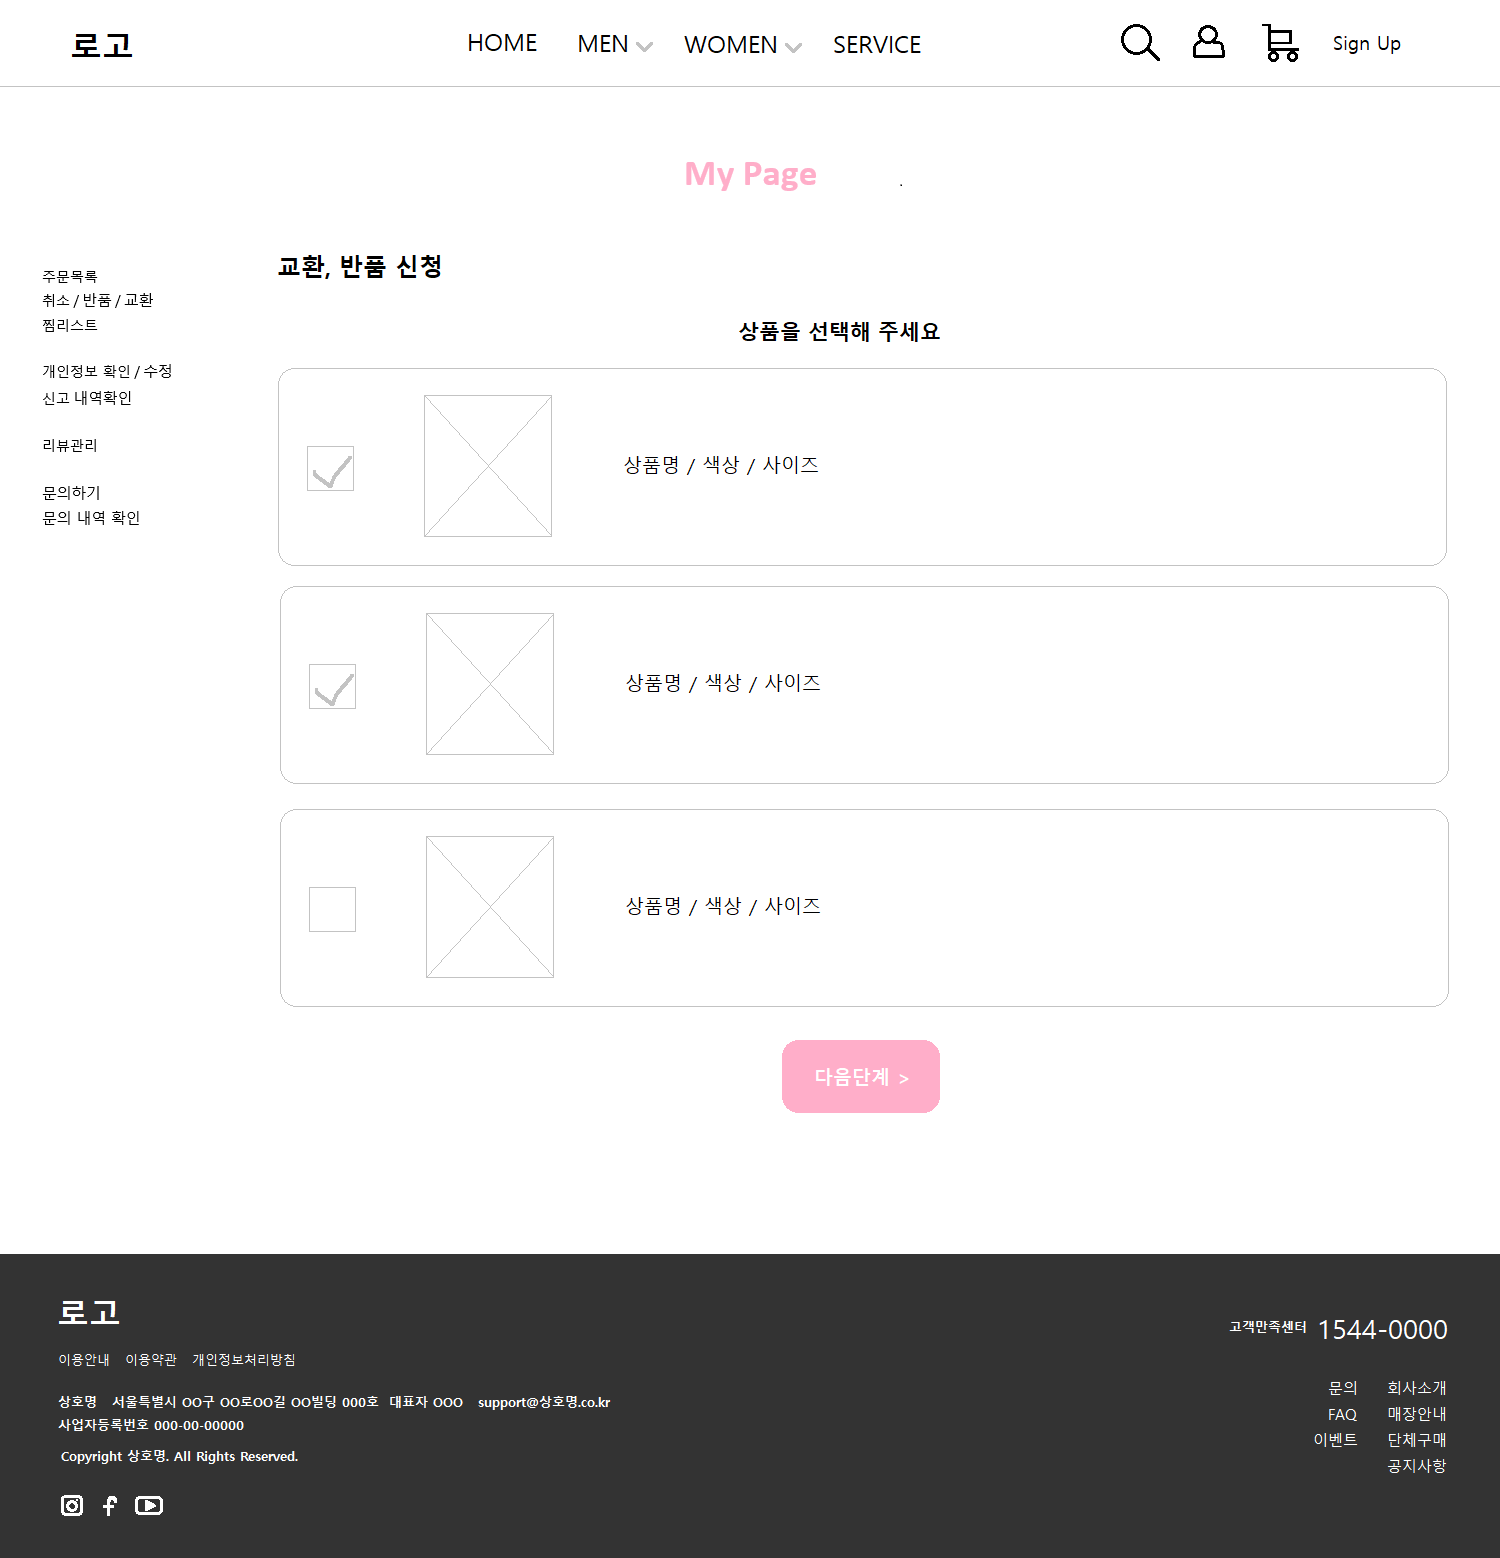 로고
HOME MEN WOMEN SERVICE
Sign Up
My Page
.
주문목록
취소 / 반품 / 교환
찜리스트
개인정보 확인 / 수정
신고 내역확인
리뷰관리
문의하기
문의 내역 확인
교환, 반품 신청
상품을 선택해 주세요
상품명 / 색상 / 사이즈
상품명 / 색상 / 사이즈
상품명 / 색상 / 사이즈
다음단계 >
로고
이용안내 이용약관 개인정보처리방침
상호명 서울특별시 OO구 OO로OO길 OO빌딩 000호 대표자 OOO support@상호명.co.kr
사업자등록번호 000-00-00000
Copyright 상호명. All Rights Reserved.
고객만족센터 1544-0000
문의 회사소개
FAQ 매장안내
이벤트 단체구매
공지사항